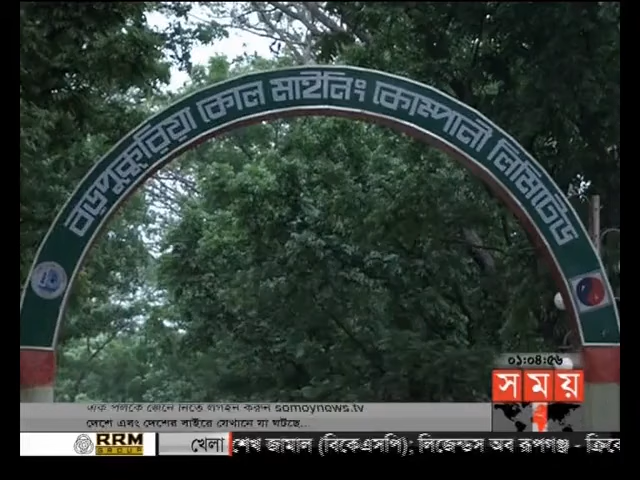 বড়পুকুরিয়া কোল মাইনিং কোম্পানী লিমিটেড
০১:০৪:৫৬
সময়
এক পলকে জেনে নিতে লগইন করুন somoynews.tv
দেশে এবং দেশের বাইরে যেখানে যা ঘটছে...
RRM GROUP খেলা শেখ জামাল (বিকেএসপি); লিজেন্ডস অব রূপগঞ্জ - ক্রিকে